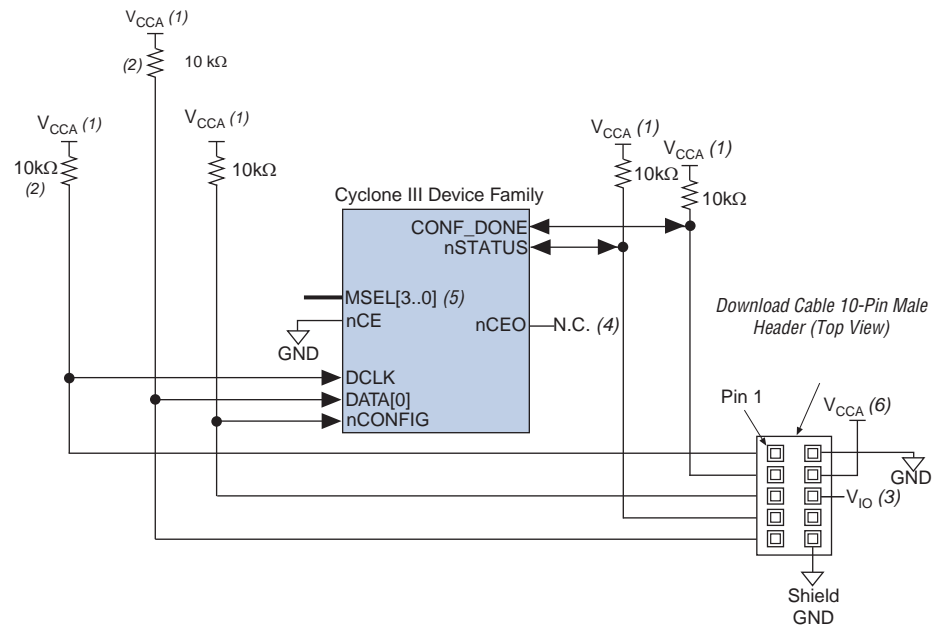 VCCA (1)
(2) 10 kΩ
VCCA (1)
10kΩ
(2)
VCCA (1)
10kΩ
VCCA (1)
10kΩ
VCCA (1)
10kΩ
Cyclone III Device Family
CONF_DONE
nSTATUS
MSEL[3..0] (5)
nCE
GND
nCEO
N.C. (4)
DCLK
DATA[0]
nCONFIG
Download Cable 10-Pin Male
Header (Top View)
Pin 1
VCCA (6)
GND
VIO (3)
Shield
GND